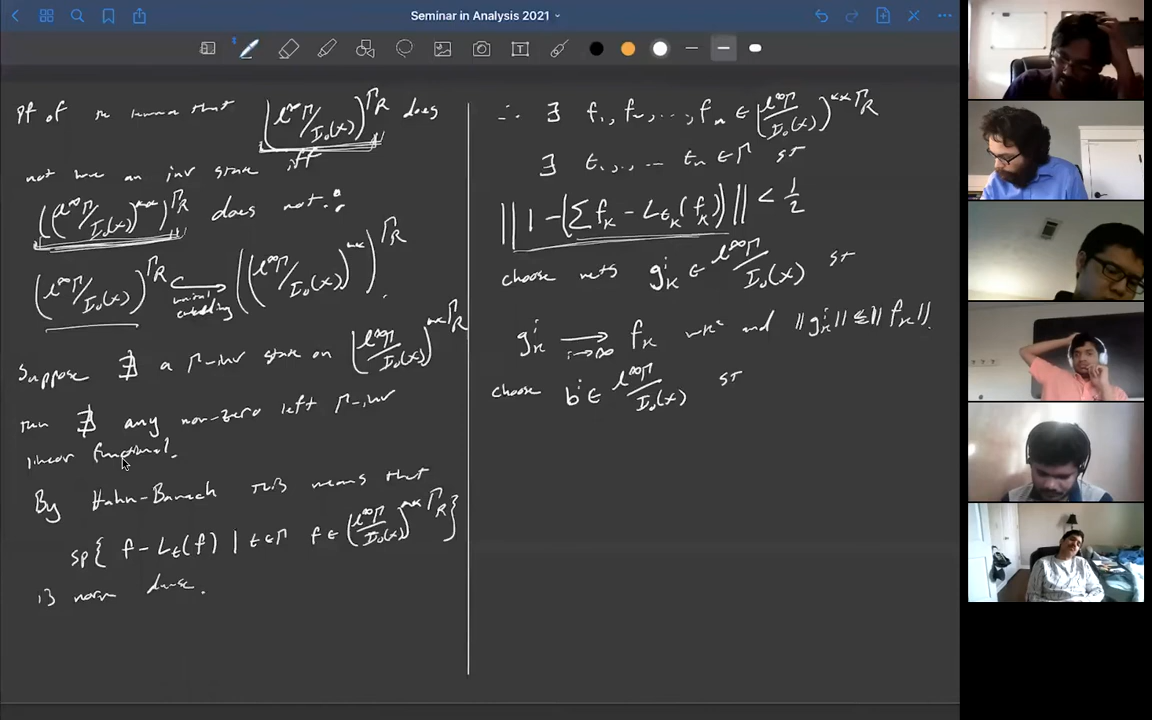 Seminar in Analysis 2021
Pf of that (ℓ^∞Γ/I₀(X))^{Γ_R} does
not have an inv state iff
((ℓ^∞Γ/I₀(X))^{**})^{Γ_R} does not.:
(ℓ^∞Γ/I₀(X))^{Γ_R} ↪ ((ℓ^∞Γ/I₀(X))^{**})^{Γ_R}
embedding
Suppose ∄ a Γ-inv state on (ℓ^∞Γ/I₀(X))^{**Γ_R}
then ∄ any non-zero left Γ-inv
linear functional.
By Hahn-Banach this means that
sp{ f - L_t(f) | t∈Γ f∈(ℓ^∞Γ/I₀(X))^{**Γ_R} }
is norm dense.
∴ ∃ f₁, f₂, ..., f_n ∈ (ℓ^∞Γ/I₀(X))^{**Γ_R}
∃ t₁, ... t_n ∈ Γ st
|| 1 - (∑ f_k - L_{t_k}(f_k)) || < 1/2
choose nets g_k^i ∈ ℓ^∞Γ/I₀(X) st
g_k^i → f_k wk* and ||g_k^i|| ≤ ||f_k||.
i→∞
choose b^i ∈ ℓ^∞Γ/I₀(X) st